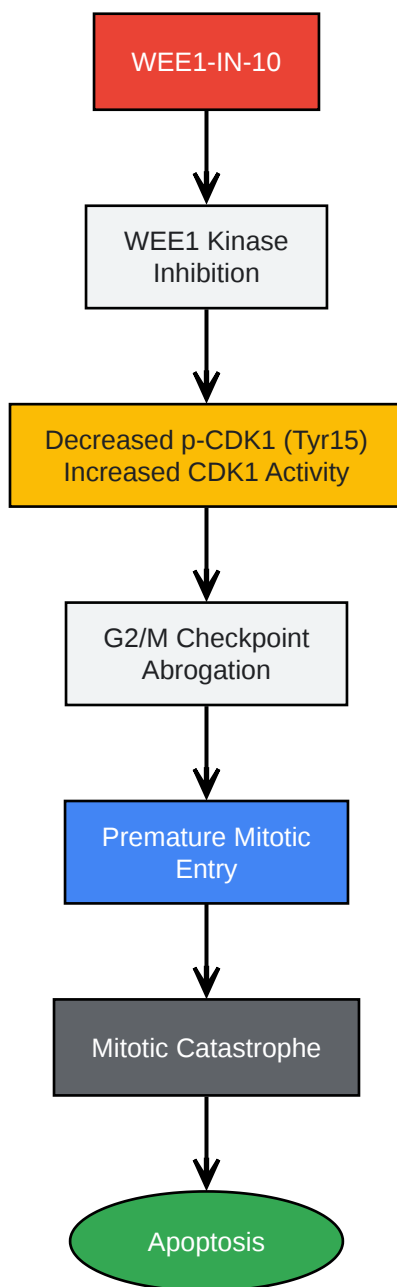 WEE1-IN-10
WEE1 Kinase
Inhibition
Decreased p-CDK1 (Tyr15)
Increased CDK1 Activity
G2/M Checkpoint
Abrogation
Premature Mitotic
Entry
Mitotic Catastrophe
Apoptosis